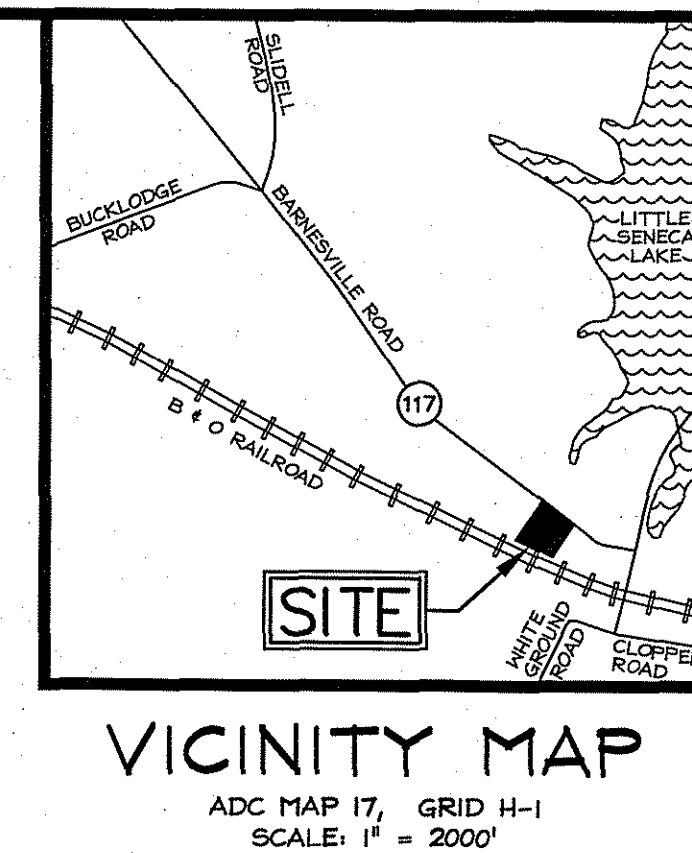 SLIDELL
ROAD
BUCKLODGE
ROAD
BARNESVILLE ROAD
LITTLE
SENECA
LAKE
117
B & O RAILROAD
SITE
WHITE
GROUND
ROAD
CLOPPER
ROAD
VICINITY MAP
ADC MAP 17, GRID H-1
SCALE: 1" = 2000'